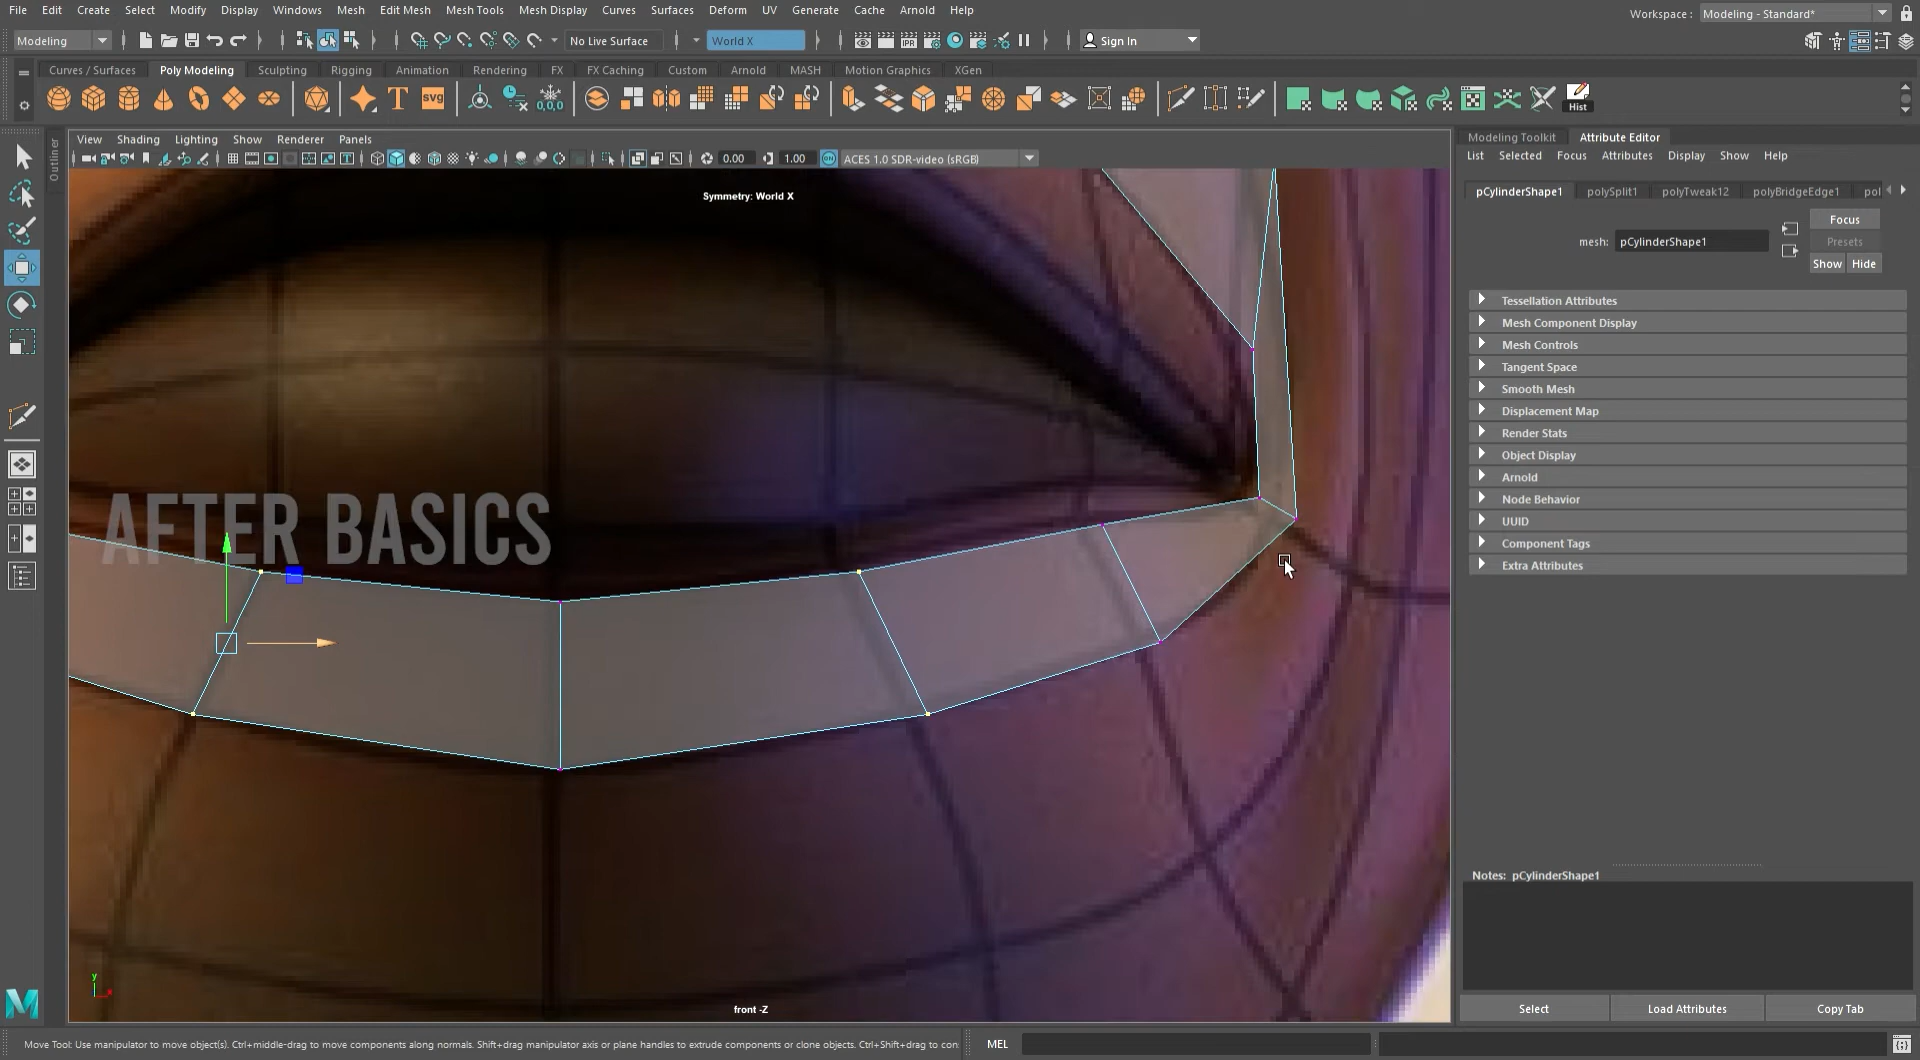 File Edit Create Select Modify Display Windows Mesh Edit Mesh Mesh Tools Mesh Display Curves Surfaces Deform UV Generate Cache Arnold Help
Workspace : Modeling - Standard*
Modeling No Live Surface World X Sign In
Curves / Surfaces Poly Modeling Sculpting Rigging Animation Rendering FX FX Caching Custom Arnold MASH Motion Graphics XGen
T SVG 0,0,0 Hist
Outliner
View Shading Lighting Show Renderer Panels
0.00 1.00 ON ACES 1.0 SDR-video (sRGB)
Symmetry: World X
AFTER BASICS
y
front -Z
Modeling Toolkit Attribute Editor
List Selected Focus Attributes Display Show Help
pCylinderShape1 polySplit1 polyTweak12 polyBridgeEdge1 pol
Focus
mesh: pCylinderShape1 Presets
Show Hide
Tessellation Attributes
Mesh Component Display
Mesh Controls
Tangent Space
Smooth Mesh
Displacement Map
Render Stats
Object Display
Arnold
Node Behavior
UUID
Component Tags
Extra Attributes
Notes: pCylinderShape1
Select Load Attributes Copy Tab
M
Move Tool: Use manipulator to move object(s). Ctrl+middle-drag to move components along normals. Shift+drag manipulator axis or plane handles to extrude components or clone objects. Ctrl+Shift+drag to con
MEL